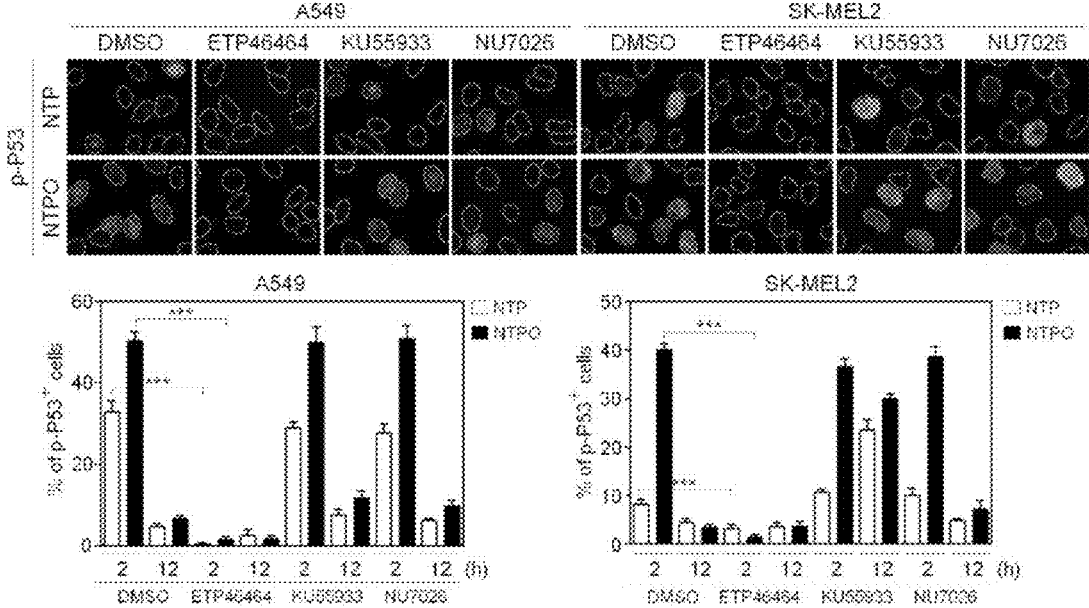 A549 SK-MEL2
DMSO ETP46464 KU55933 NU7026 DMSO ETP46464 KU55933 NU7026
p-P53
NTP
NTPO
A549
% of p-P53⁺ cells
60
40
20
0
***
***
NTP
NTPO
2 12 2 12 2 12 2 12 (h)
DMSO ETP46464 KU55933 NU7026
SK-MEL2
% of p-P53⁺ cells
50
40
30
20
10
0
***
***
NTP
NTPO
2 12 2 12 2 12 2 12 (h)
DMSO ETP46464 KU55933 NU7026